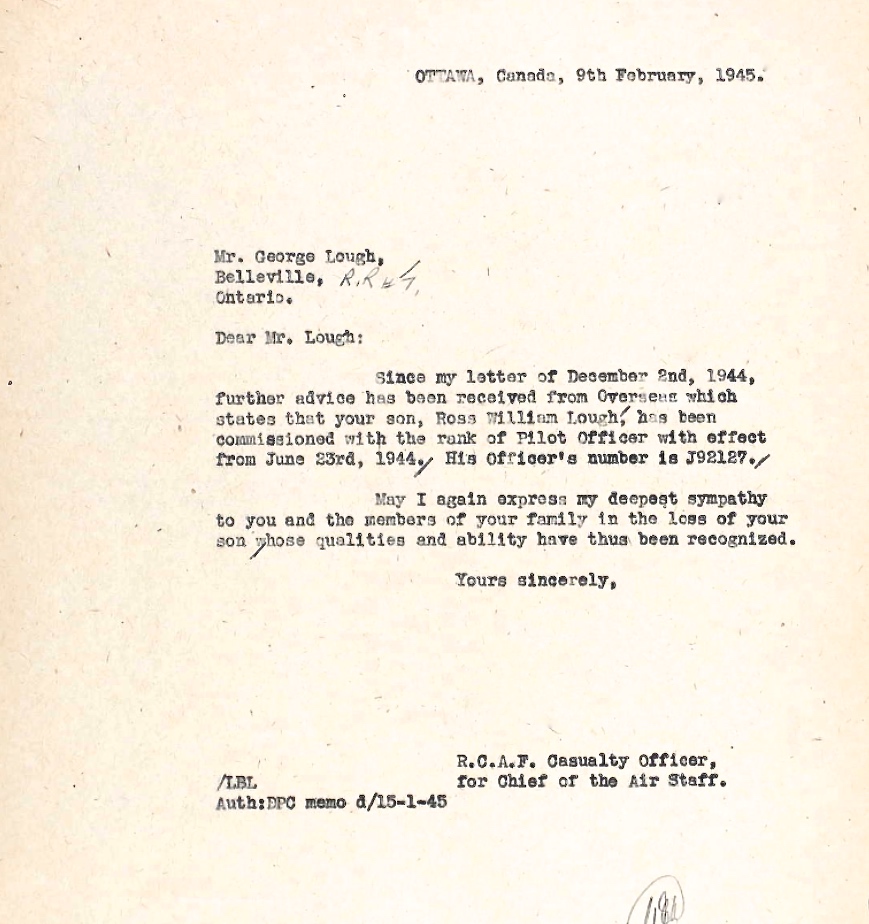 OTTAWA, Canada, 9th February, 1945.
Mr. George Lough,
Belleville, R.R #
Ontario.
Dear Mr. Lough:
Since my letter of December 2nd, 1944,
further advice has been received from Overseas which
states that your son, Ross William Lough, has been
commissioned with the rank of Pilot Officer with effect
from June 23rd, 1944. His Officer's number is J92127.
May I again express my deepest sympathy
to you and the members of your family in the loss of your
son whose qualities and ability have thus been recognized.
Yours sincerely,
R.C.A.F. Casualty Officer,
/LBL for Chief of the Air Staff.
Auth:DPC memo d/15-1-45